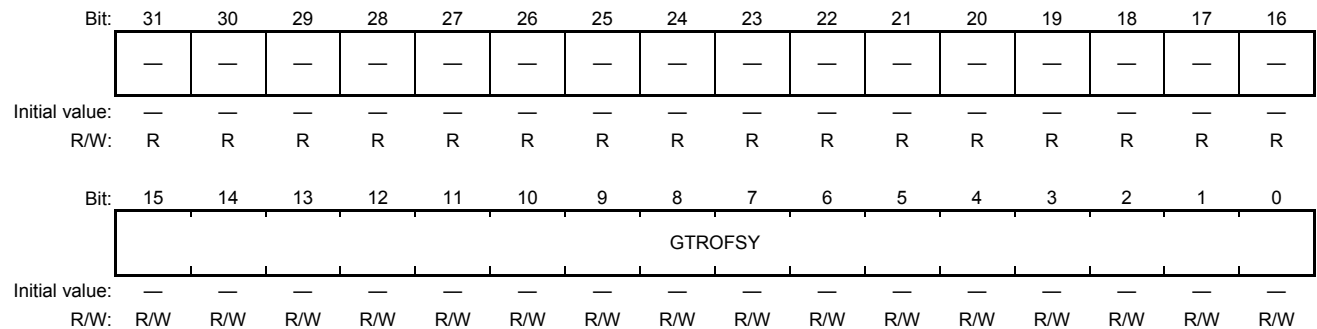 Bit: 31 30 29 28 27 26 25 24 23 22 21 20 19 18 17 16
— — — — — — — — — — — — — — — —
Initial value: — — — — — — — — — — — — — — — —
R/W: R R R R R R R R R R R R R R R R
Bit: 15 14 13 12 11 10 9 8 7 6 5 4 3 2 1 0
GTROFSY
Initial value: — — — — — — — — — — — — — — — —
R/W: R/W R/W R/W R/W R/W R/W R/W R/W R/W R/W R/W R/W R/W R/W R/W R/W